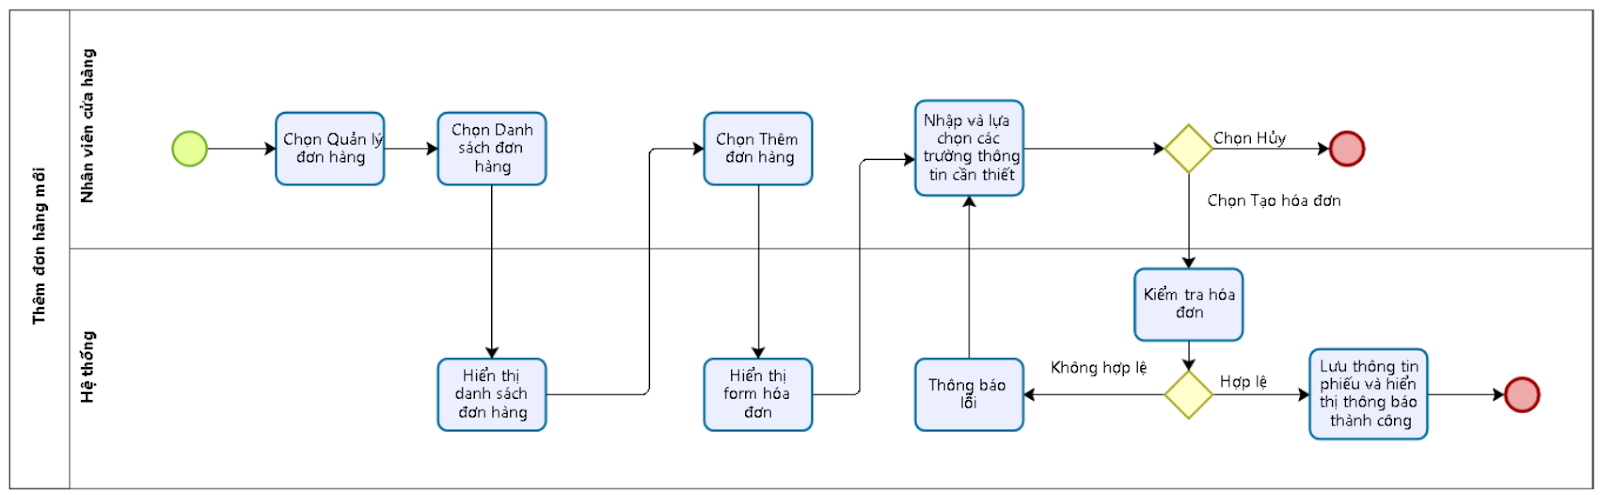 Thêm đơn hàng mới
Nhân viên cửa hàng
Chọn Quản lý
đơn hàng
Chọn Danh
sách đơn
hàng
Chọn Thêm
đơn hàng
Nhập và lựa
chọn các
trường thông
tin cần thiết
Chọn Hủy
Chọn Tạo hóa đơn
Hệ thống
Hiển thị
danh sách
đơn hàng
Hiển thị
form hóa
đơn
Thông báo
lỗi
Không hợp lệ
Kiểm tra hóa
đơn
Hợp lệ
Lưu thông tin
phiếu và hiển
thị thông báo
thành công